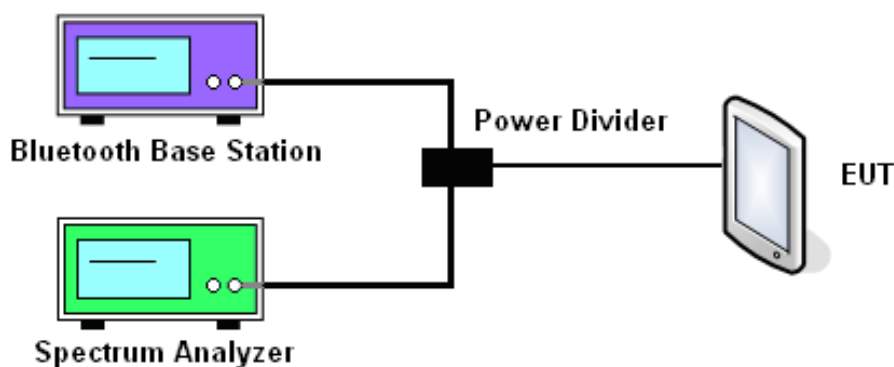 Bluetooth Base Station
Power Divider
EUT
Spectrum Analyzer